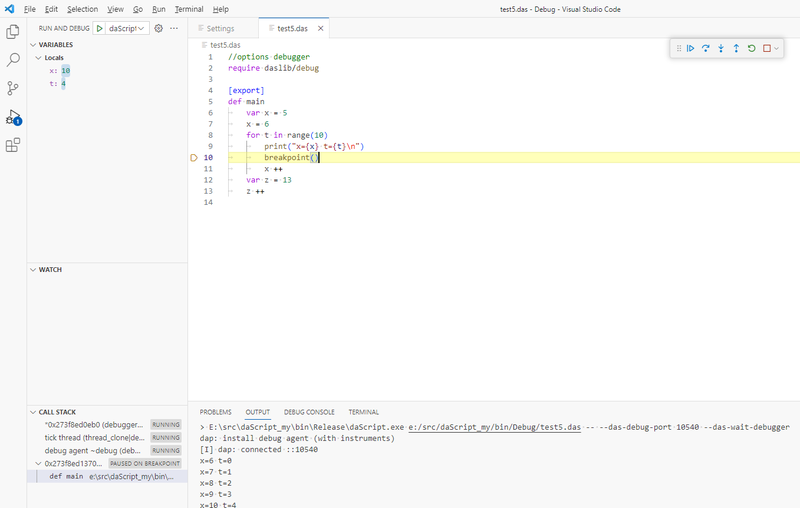 File Edit Selection View Go Run Terminal Help test5.das - Debug - Visual Studio Code
RUN AND DEBUG daScript
Settings test5.das
VARIABLES
Locals
x: 10
t: 4
WATCH
CALL STACK
*0x273f8ed0eb0 (debugger... RUNNING
tick thread (thread_clone|de... RUNNING
debug agent ~debug (deb... RUNNING
0x273f8ed1370... PAUSED ON BREAKPOINT
def main e:\src\daScript_my\bin\...
1
test5.das
1 //options debugger
2 require daslib/debug
3
4 [export]
5 def main
6 var x = 5
7 x = 6
8 for t in range(10)
9 print("x={x} t={t}\n")
10 breakpoint()
11 x ++
12 var z = 13
13 z ++
14
PROBLEMS OUTPUT DEBUG CONSOLE TERMINAL
> E:\src\daScript_my\bin\Release\daScript.exe e:/src/daScript_my/bin/Debug/test5.das -- --das-debug-port 10540 --das-wait-debugger
dap: install debug agent (with instruments)
[I] dap: connected ::10540
x=6 t=0
x=7 t=1
x=8 t=2
x=9 t=3
x=10 t=4